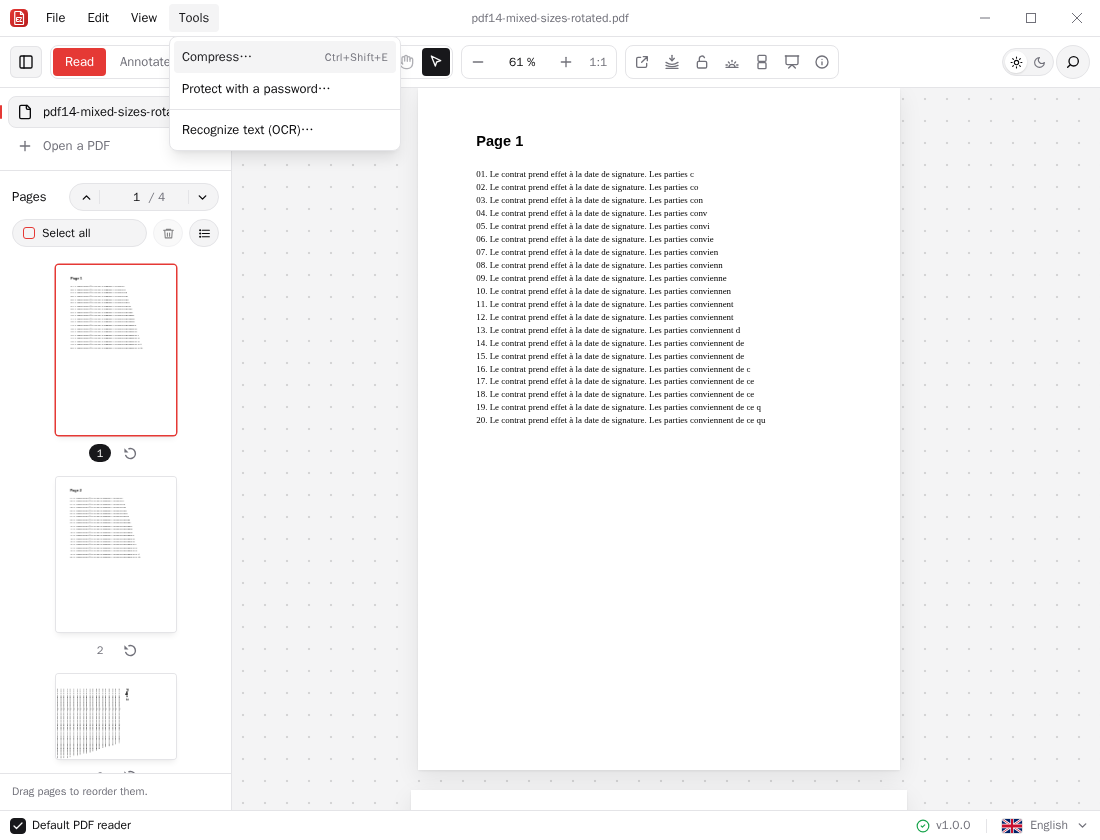 File Edit View Tools pdf14-mixed-sizes-rotated.pdf
Read Annotate 61 % 1:1
Compress··· Ctrl+Shift+E
Protect with a password···
Recognize text (OCR)···
pdf14-mixed-sizes-rota
Open a PDF
Pages 1 / 4
Select all
Page 1
1
Page 2
2
Drag pages to reorder them.
Page 1
01. Le contrat prend effet à la date de signature. Les parties c
02. Le contrat prend effet à la date de signature. Les parties co
03. Le contrat prend effet à la date de signature. Les parties con
04. Le contrat prend effet à la date de signature. Les parties conv
05. Le contrat prend effet à la date de signature. Les parties convi
06. Le contrat prend effet à la date de signature. Les parties convie
07. Le contrat prend effet à la date de signature. Les parties convien
08. Le contrat prend effet à la date de signature. Les parties convienn
09. Le contrat prend effet à la date de signature. Les parties convienne
10. Le contrat prend effet à la date de signature. Les parties conviennen
11. Le contrat prend effet à la date de signature. Les parties conviennent
12. Le contrat prend effet à la date de signature. Les parties conviennent
13. Le contrat prend effet à la date de signature. Les parties conviennent d
14. Le contrat prend effet à la date de signature. Les parties conviennent de
15. Le contrat prend effet à la date de signature. Les parties conviennent de
16. Le contrat prend effet à la date de signature. Les parties conviennent de c
17. Le contrat prend effet à la date de signature. Les parties conviennent de ce
18. Le contrat prend effet à la date de signature. Les parties conviennent de ce
19. Le contrat prend effet à la date de signature. Les parties conviennent de ce q
20. Le contrat prend effet à la date de signature. Les parties conviennent de ce qu
Default PDF reader v1.0.0 English